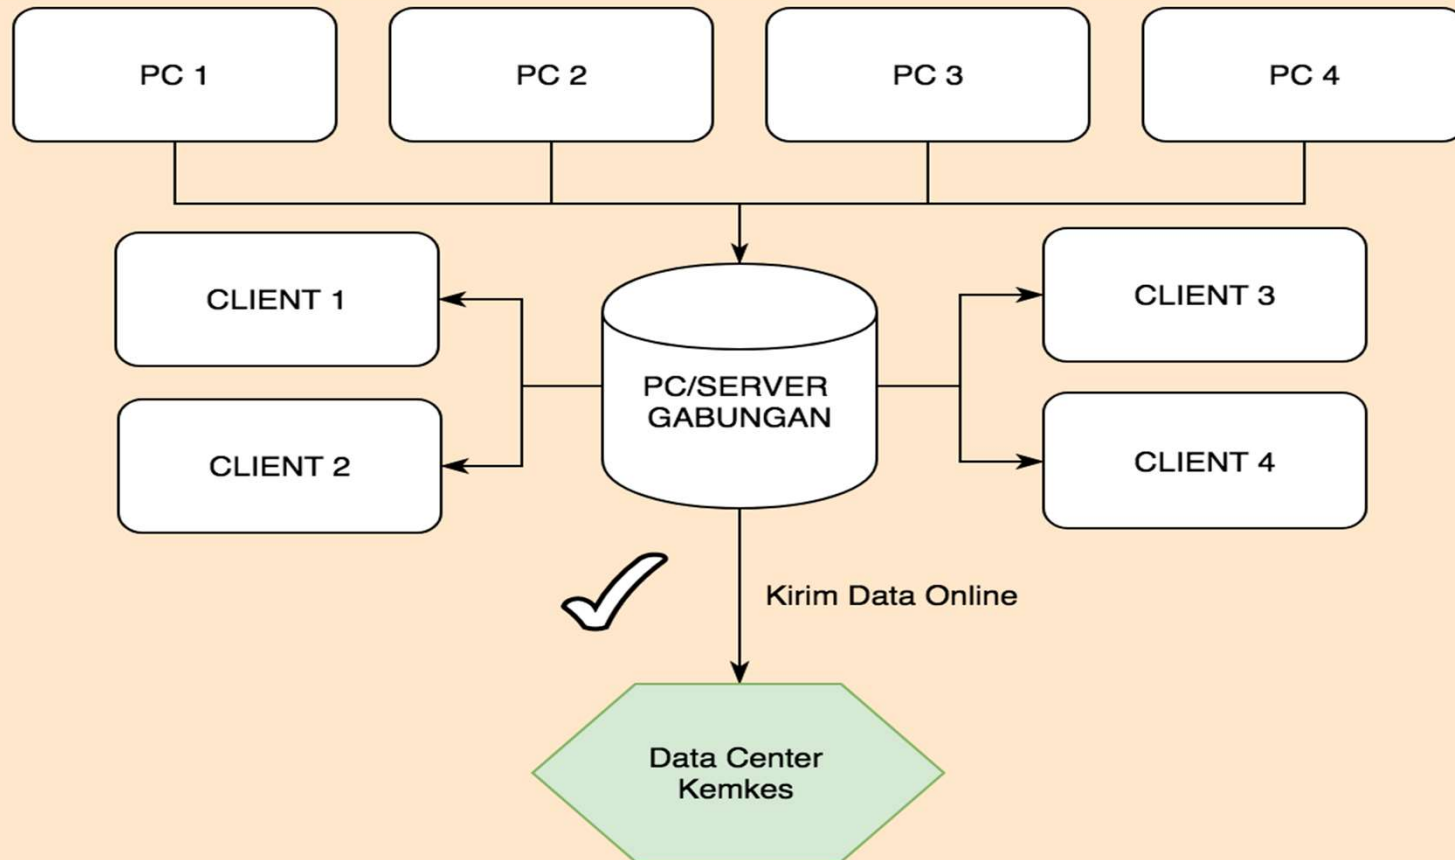 PC 1
PC 2
PC 3
PC 4
CLIENT 1
CLIENT 3
PC/SERVER
GABUNGAN
CLIENT 2
CLIENT 4
Kirim Data Online
Data Center
Kemkes